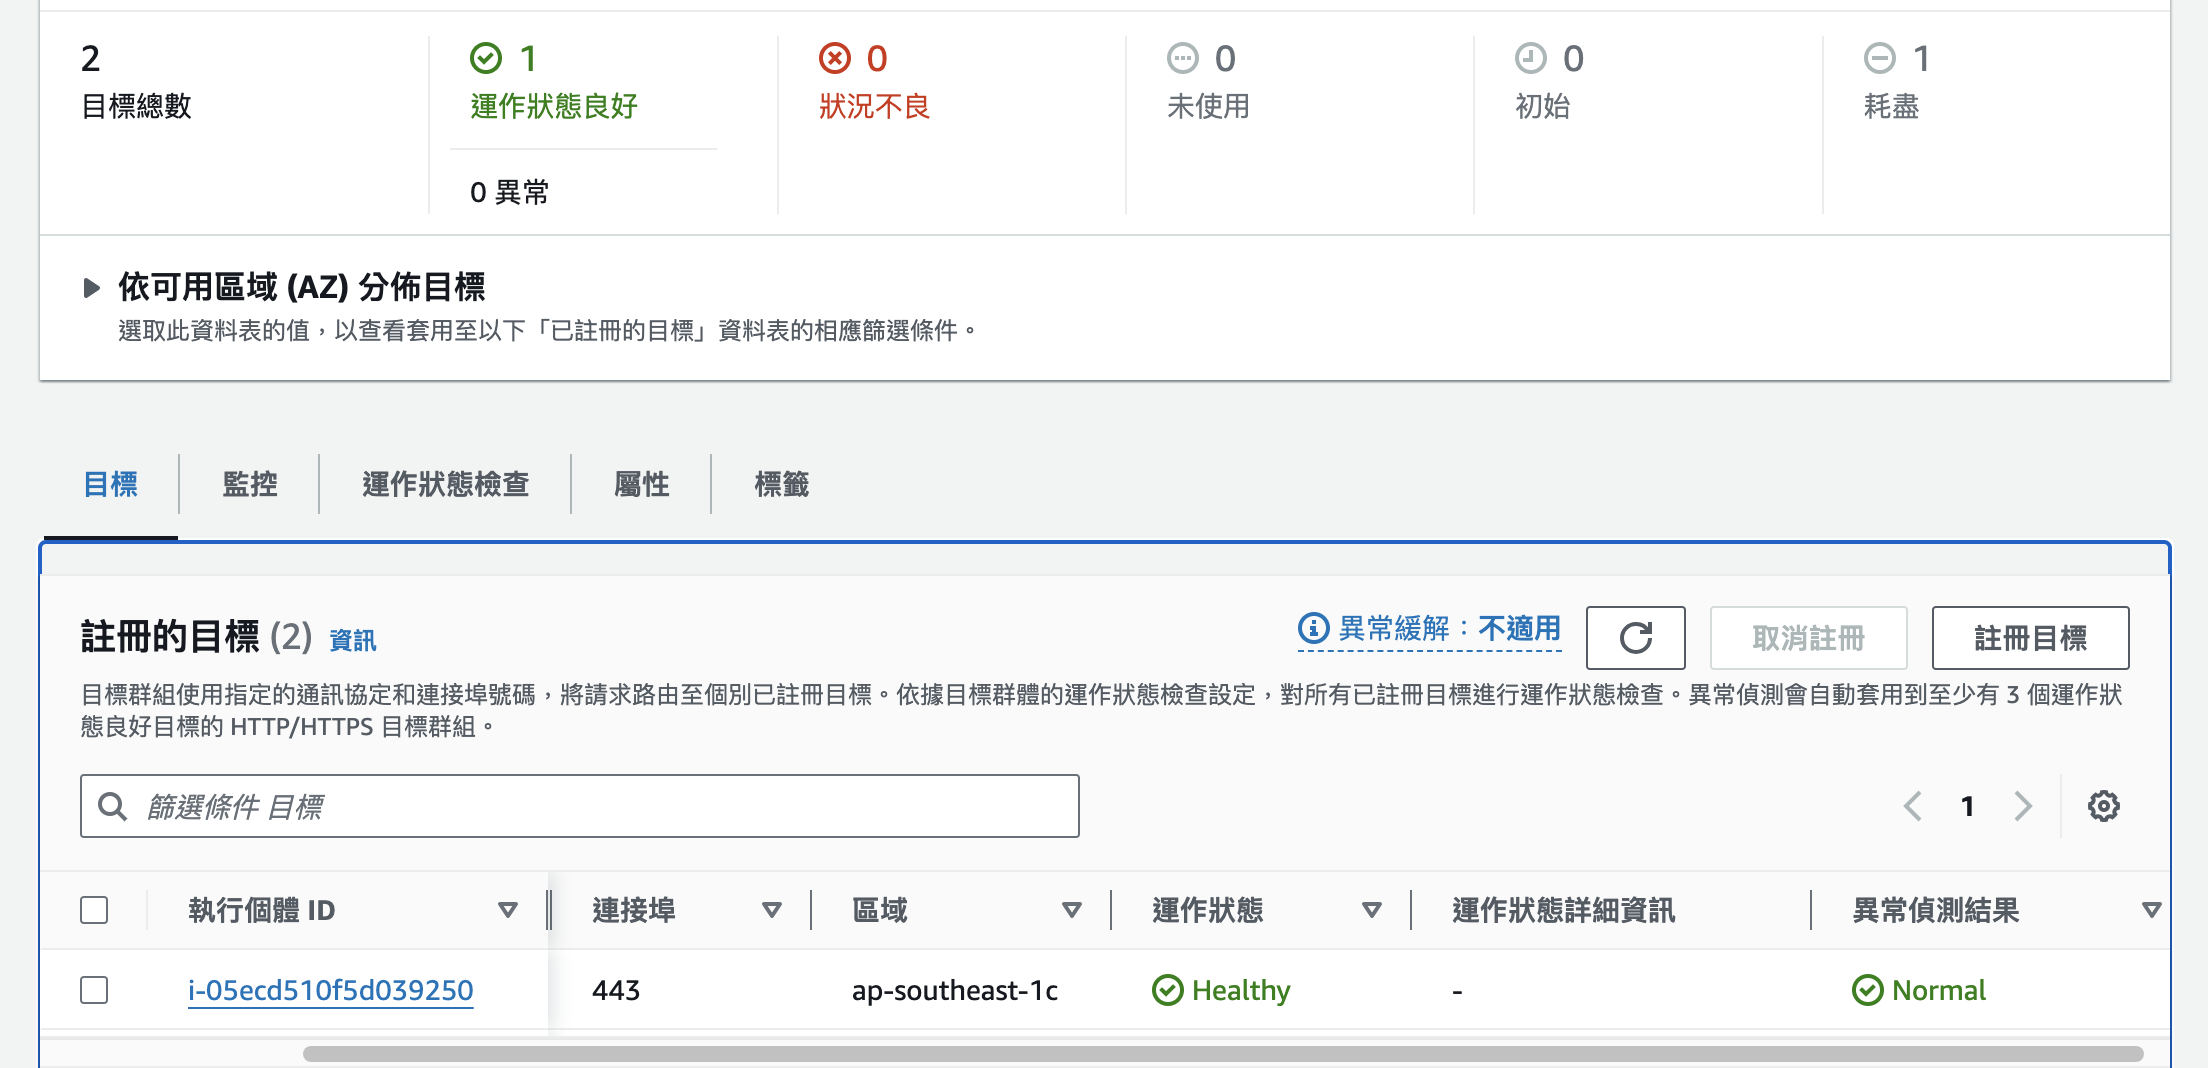 2
目標總數
1
運作狀態良好
0 異常
0
狀況不良
0
未使用
0
初始
1
耗盡
依可用區域 (AZ) 分佈目標
選取此資料表的值，以查看套用至以下「已註冊的目標」資料表的相應篩選條件。
目標
監控
運作狀態檢查
屬性
標籤
註冊的目標 (2) 資訊
異常緩解：不適用
取消註冊
註冊目標
目標群組使用指定的通訊協定和連接埠號碼，將請求路由至個別已註冊目標。依據目標群體的運作狀態檢查設定，對所有已註冊目標進行運作狀態檢查。異常偵測會自動套用到至少有 3 個運作狀
態良好目標的 HTTP/HTTPS 目標群組。
篩選條件 目標
1
執行個體 ID
連接埠
區域
運作狀態
運作狀態詳細資訊
異常偵測結果
i-05ecd510f5d039250
443
ap-southeast-1c
Healthy
-
Normal